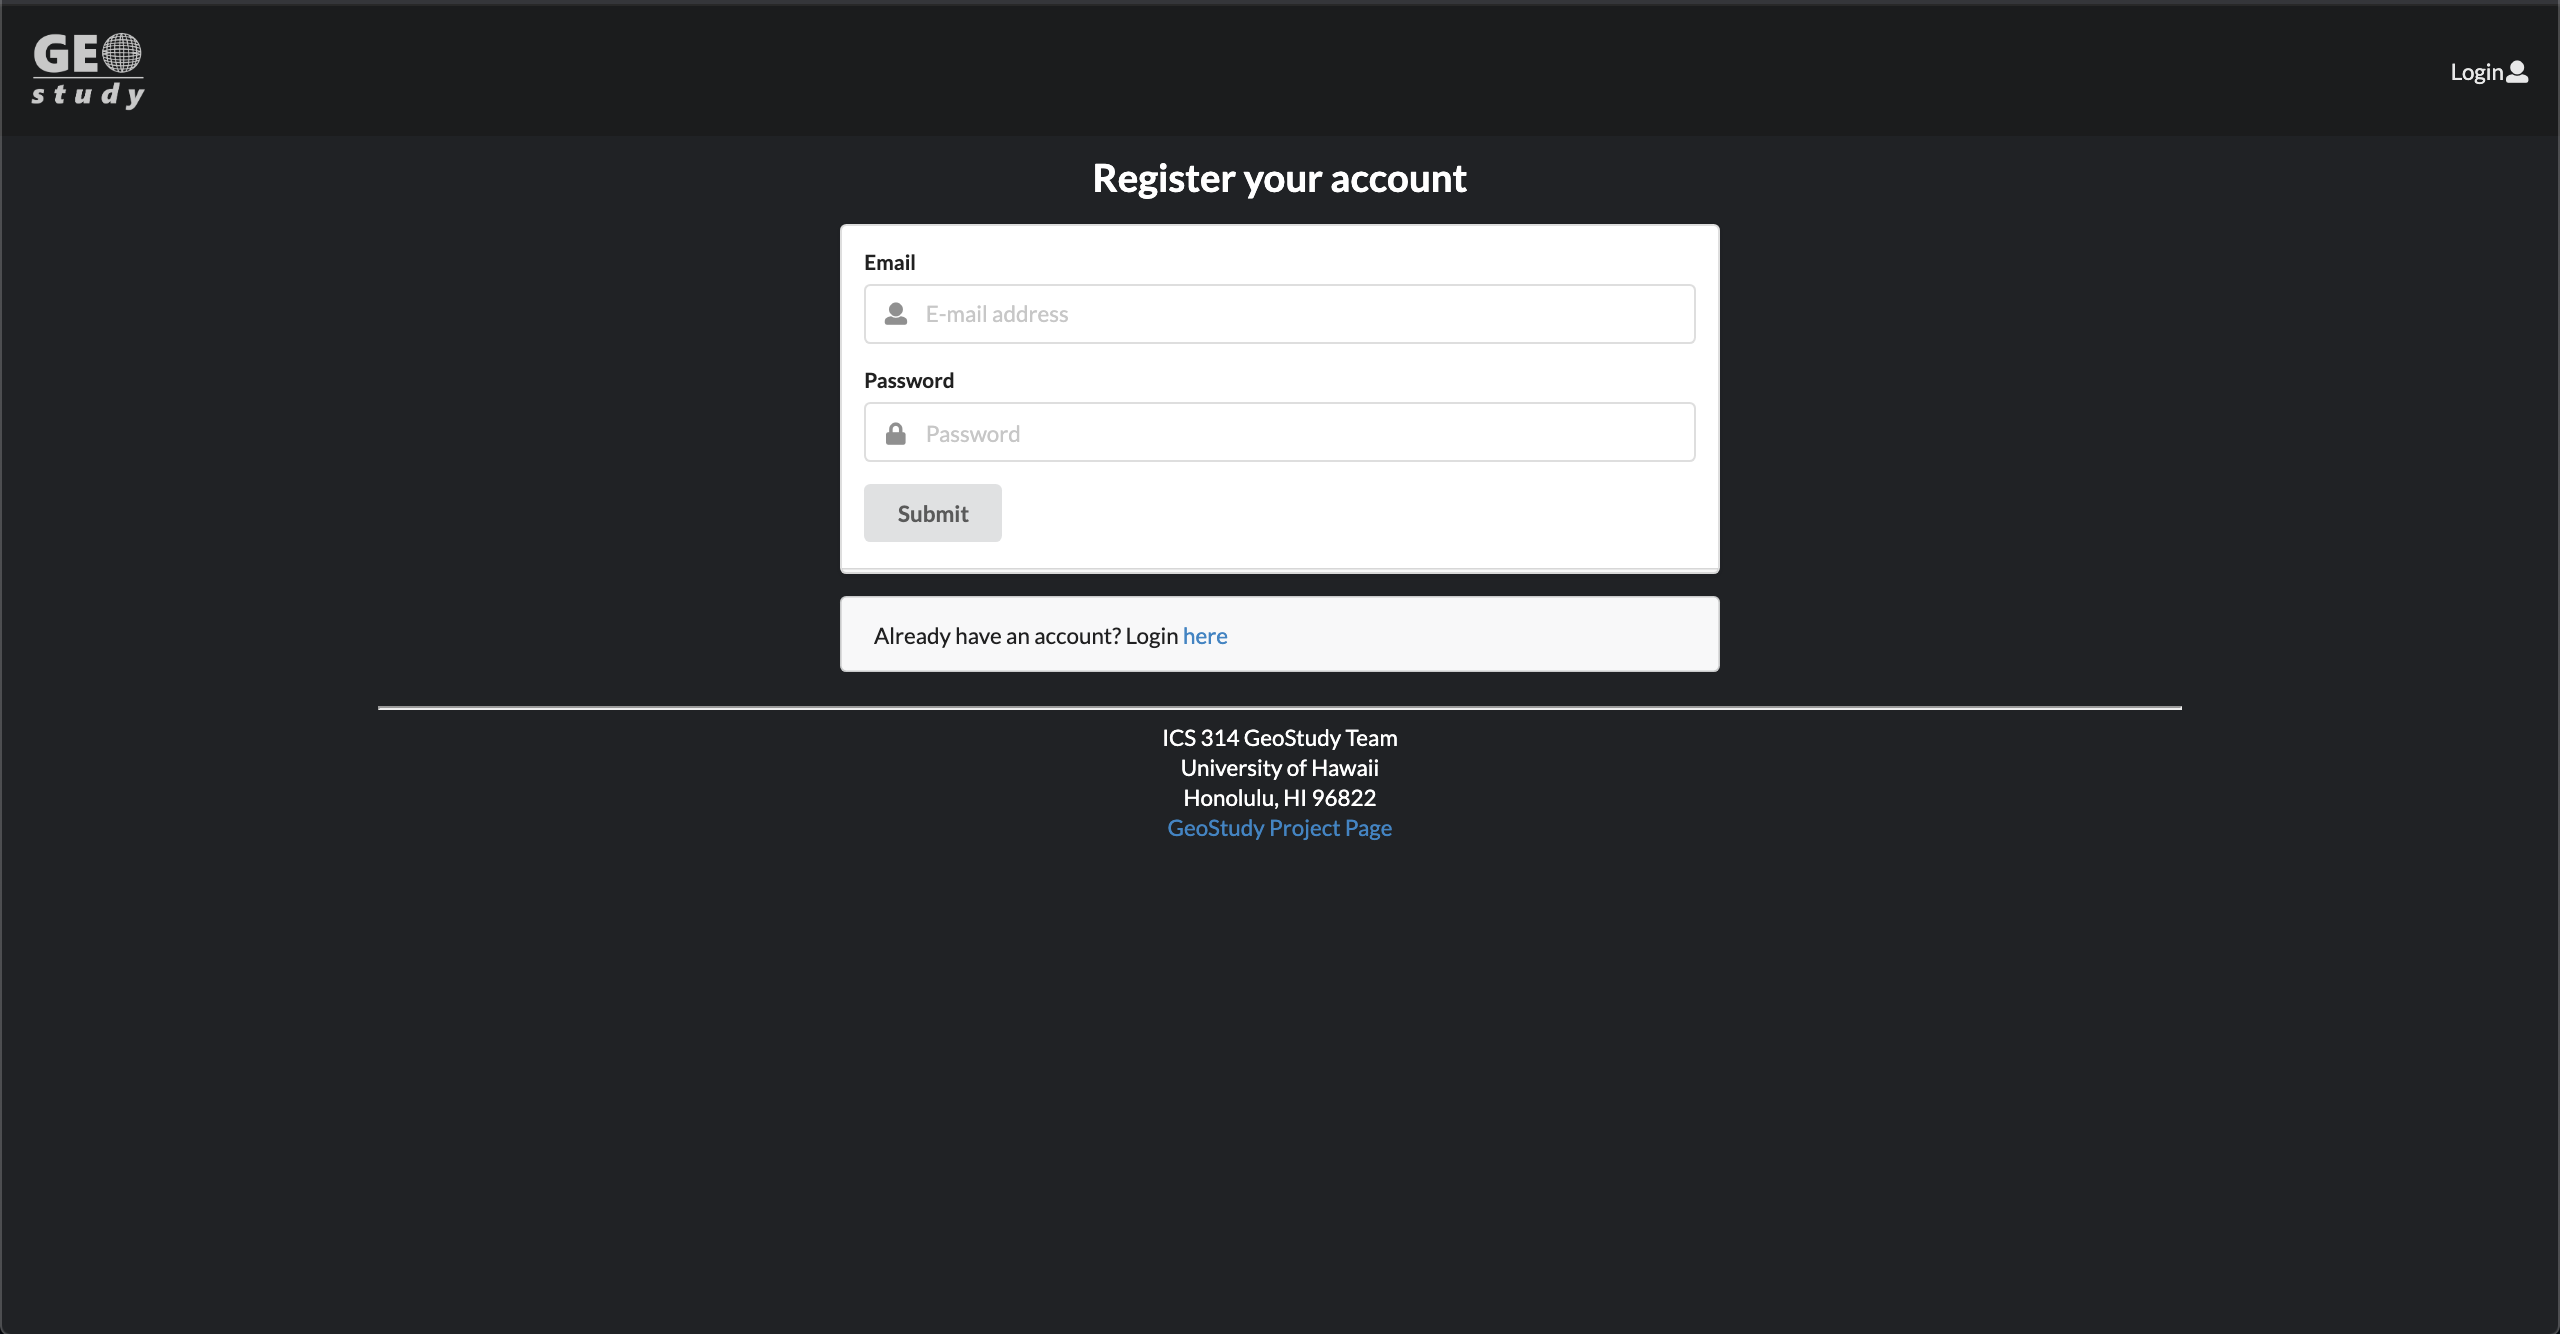 GEO
study
Login
Register your account
Email
E-mail address
Password
Password
Submit
Already have an account? Login here
ICS 314 GeoStudy Team
University of Hawaii
Honolulu, HI 96822
GeoStudy Project Page